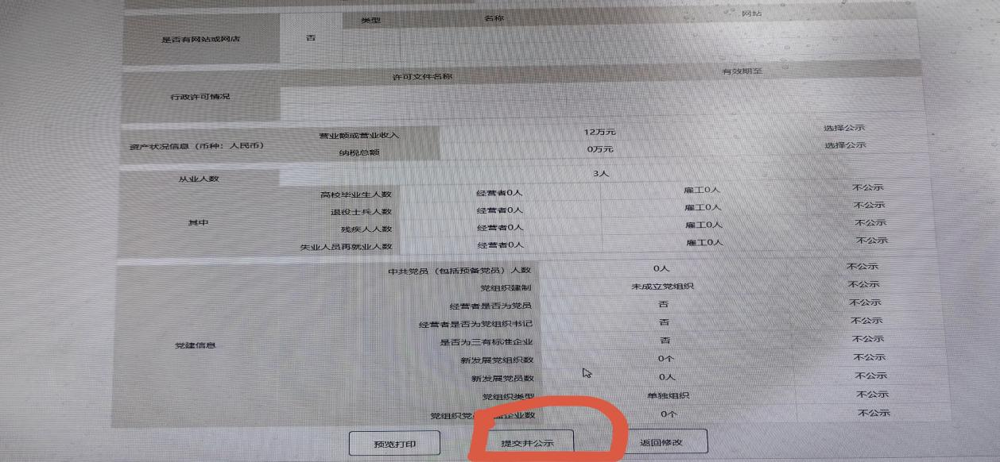 类型 名称 网站
是否有网站或网店 否
许可文件名称 有效期至
行政许可情况
资产状况信息（币种：人民币） 营业额或营业收入 12万元 选择公示
纳税总额 0万元 选择公示
从业人数 3人
其中 高校毕业生人数 经营者0人 雇工0人 不公示
退役士兵人数 经营者0人 雇工0人 不公示
残疾人人数 经营者0人 雇工0人 不公示
失业人员再就业人数 经营者0人 雇工0人 不公示
党建信息 中共党员（包括预备党员）人数 0人 不公示
党组织建制 未成立党组织 不公示
经营者是否为党员 否 不公示
经营者是否为党组织书记 否 不公示
是否为三有标准企业 否 不公示
新发展党组织数 0个 不公示
新发展党员数 0人 不公示
党组织类型 单独组织 不公示
党组织党 企业数 0个 不公示
预览打印 提交并公示 返回修改